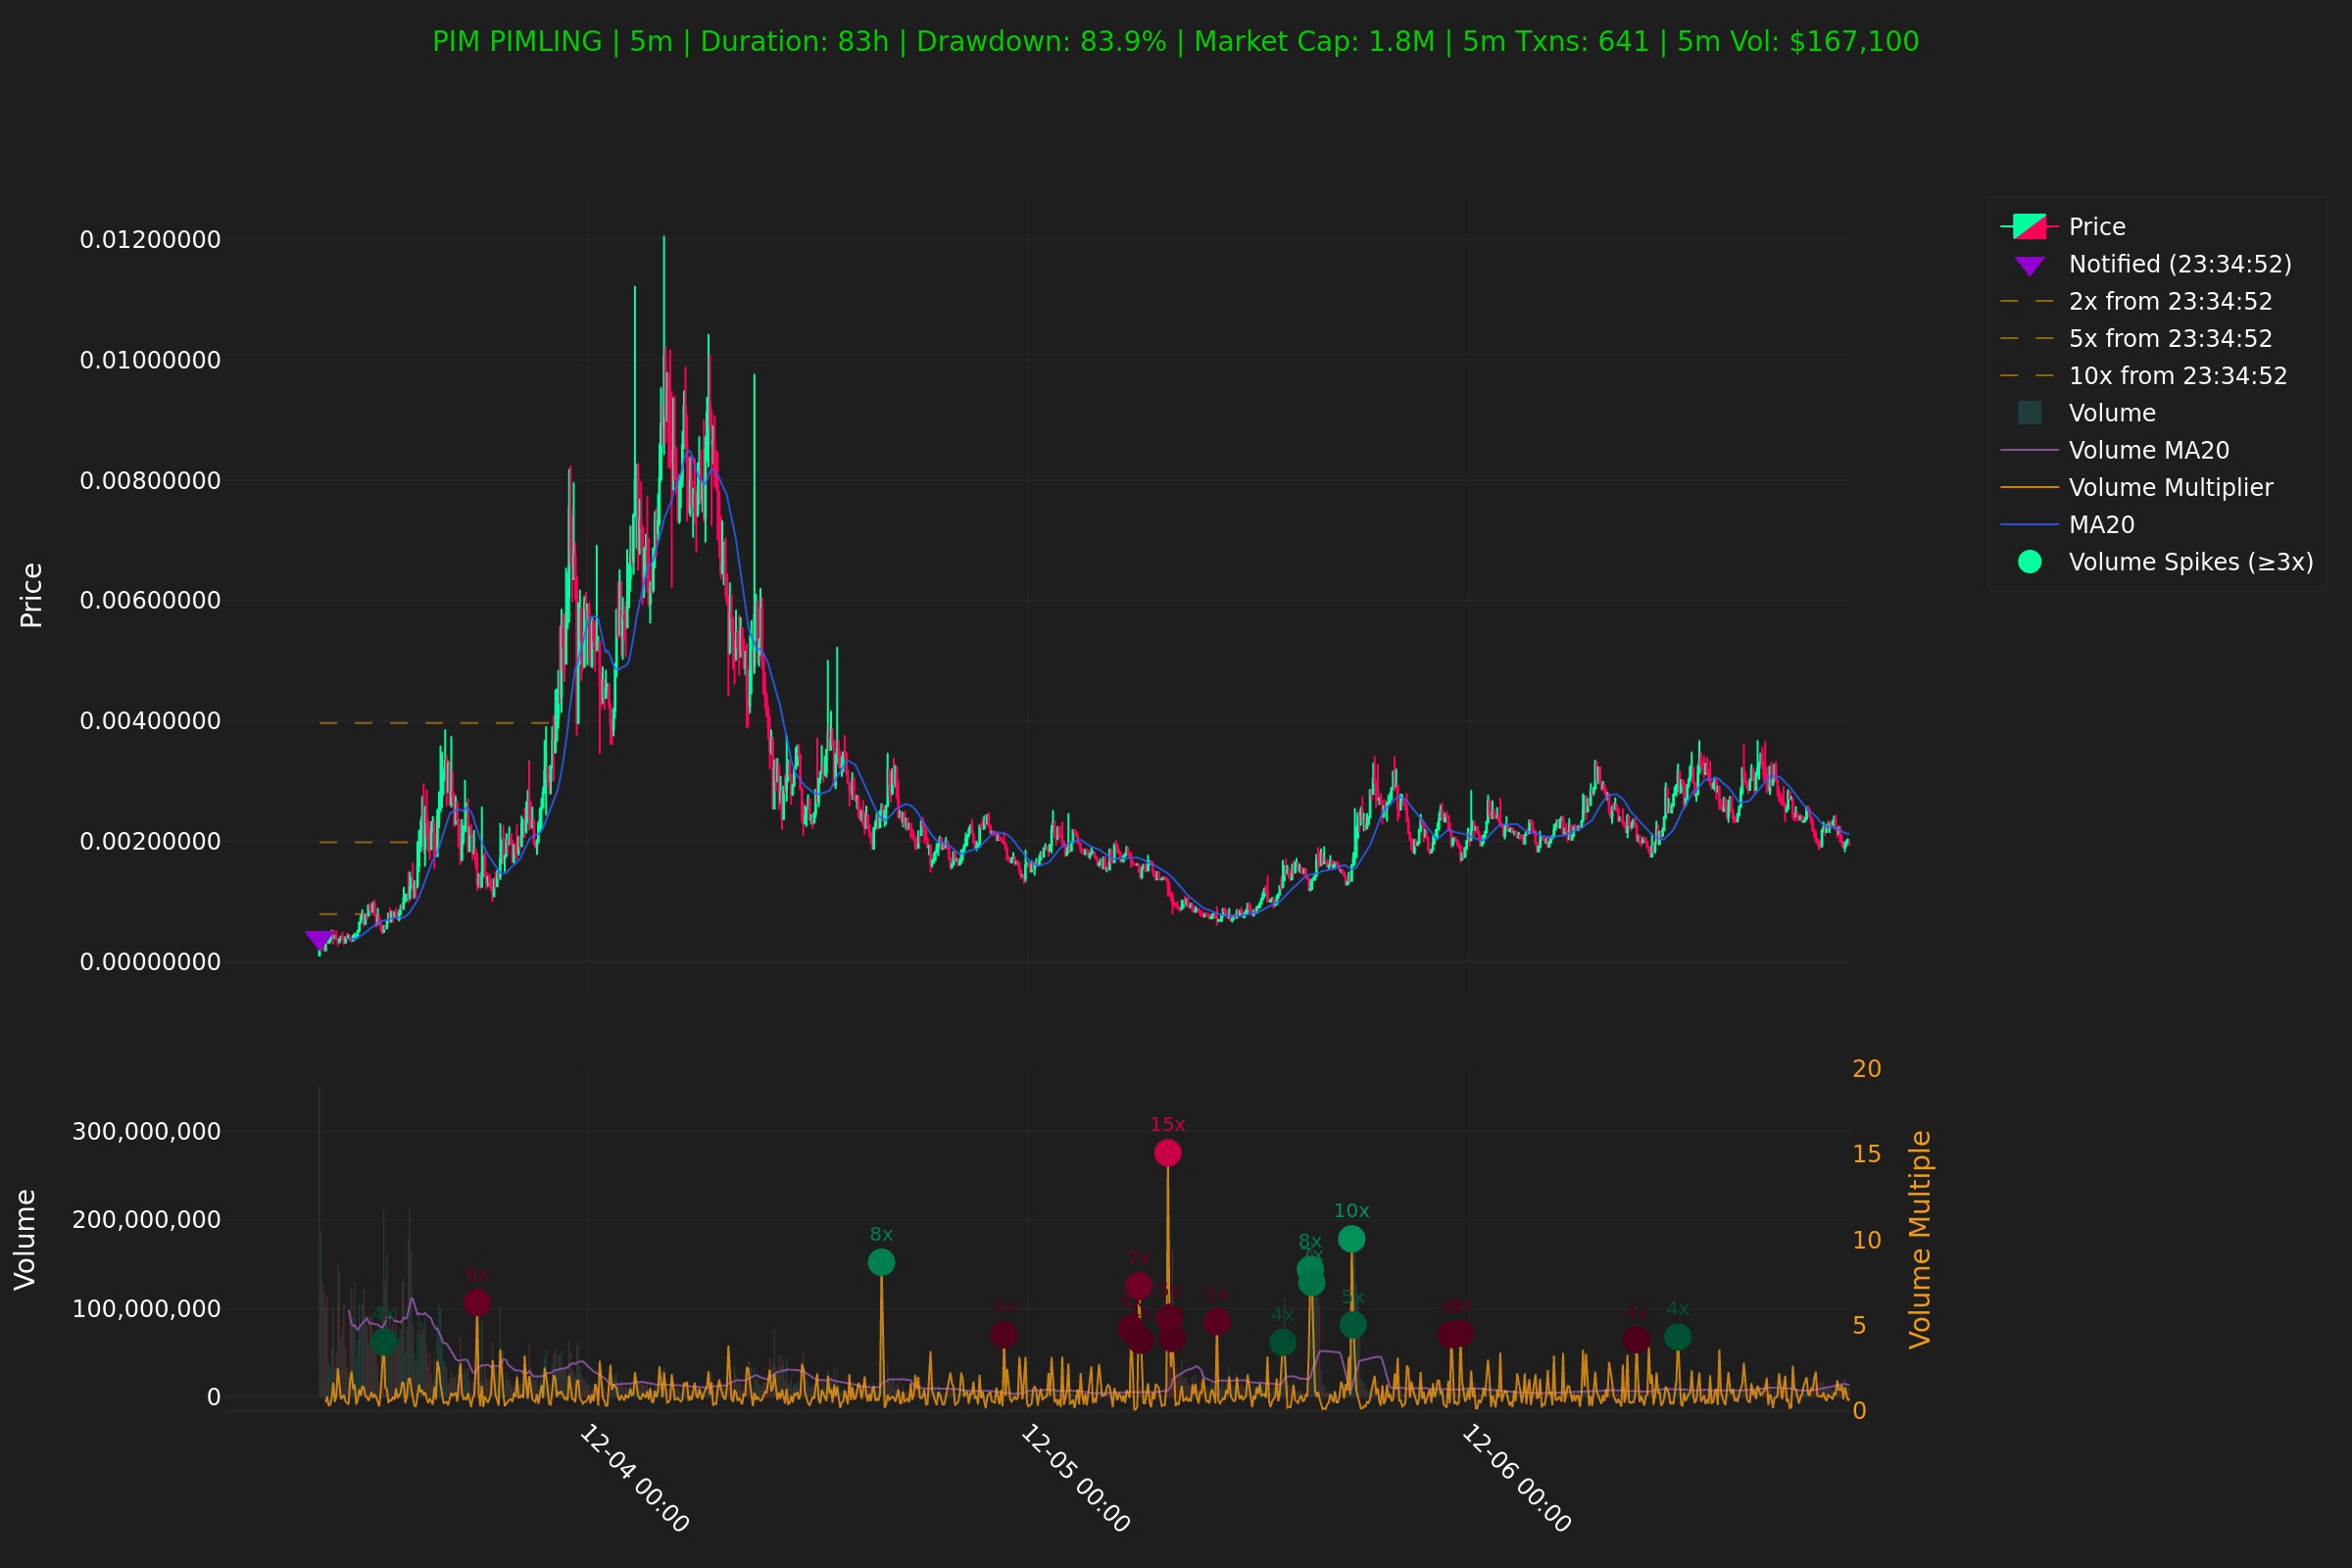 PIM PIMLING | 5m | Duration: 83h | Drawdown: 83.9% | Market Cap: 1.8M | 5m Txns: 641 | 5m Vol: $167,100
Price
0.01200000
0.01000000
0.00800000
0.00600000
0.00400000
0.00200000
0.00000000
Price
Notified (23:34:52)
2x from 23:34:52
5x from 23:34:52
10x from 23:34:52
Volume
Volume MA20
Volume Multiplier
MA20
Volume Spikes (≥3x)
Volume
300,000,000
200,000,000
100,000,000
0
4x
6x
8x
4x
7x
15x
5x
4x
8x
7x
10x
5x
4x
4x
20
15
10
5
0
Volume Multiple
12-04 00:00
12-05 00:00
12-06 00:00